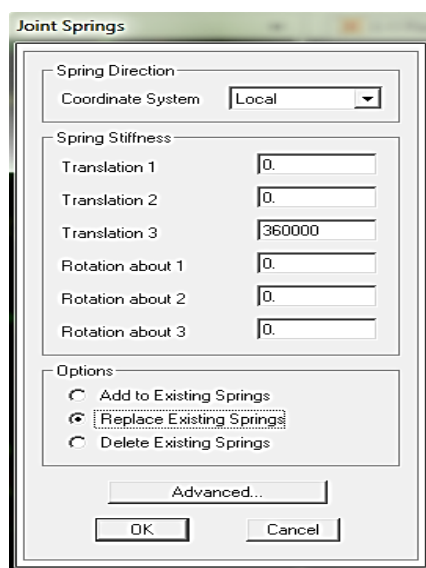 Joint Springs
Spring Direction
Coordinate System Local
Spring Stiffness
Translation 1 0.
Translation 2 0.
Translation 3 360000
Rotation about 1 0.
Rotation about 2 0.
Rotation about 3 0.
Options
Add to Existing Springs
Replace Existing Springs
Delete Existing Springs
Advanced...
OK Cancel